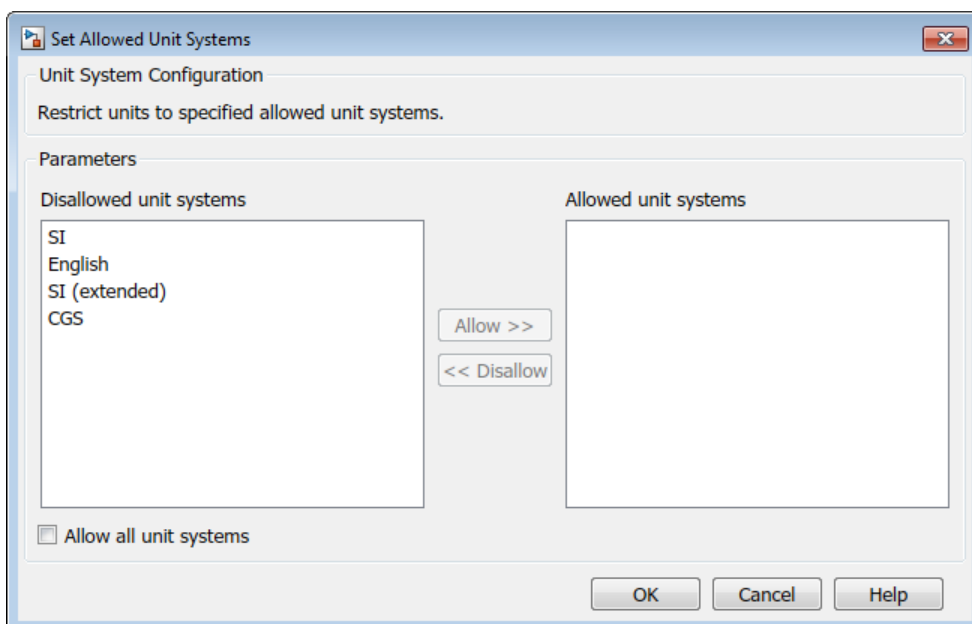 Set Allowed Unit Systems
Unit System Configuration
Restrict units to specified allowed unit systems.
Parameters
Disallowed unit systems
Allowed unit systems
SI
English
SI (extended)
CGS
Allow >>
<< Disallow
Allow all unit systems
OK
Cancel
Help